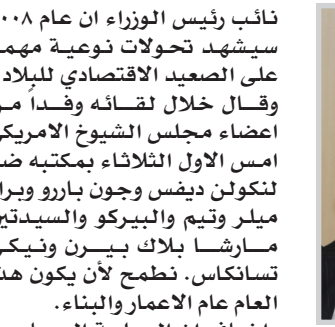 نائب رئيس الوزراء ان عام ٢٠٠٨
سيشهد تحولات نوعية مهمة
على الصعيد الاقتصادي للبلاد
وقال خلال لقائه وفداً من
اعضاء مجلس الشيوخ الامريكي
امس الاول الثلاثاء بمكتبه ضم
لنكولن ديفس وجون باررو وبراد
ميلر وتيم والبيركو والسيدتين
مارشا بلاك بيرن ونيكي
تسانكاس. نطمح لأن يكون هذا
العام عام الاعمار والبناء.